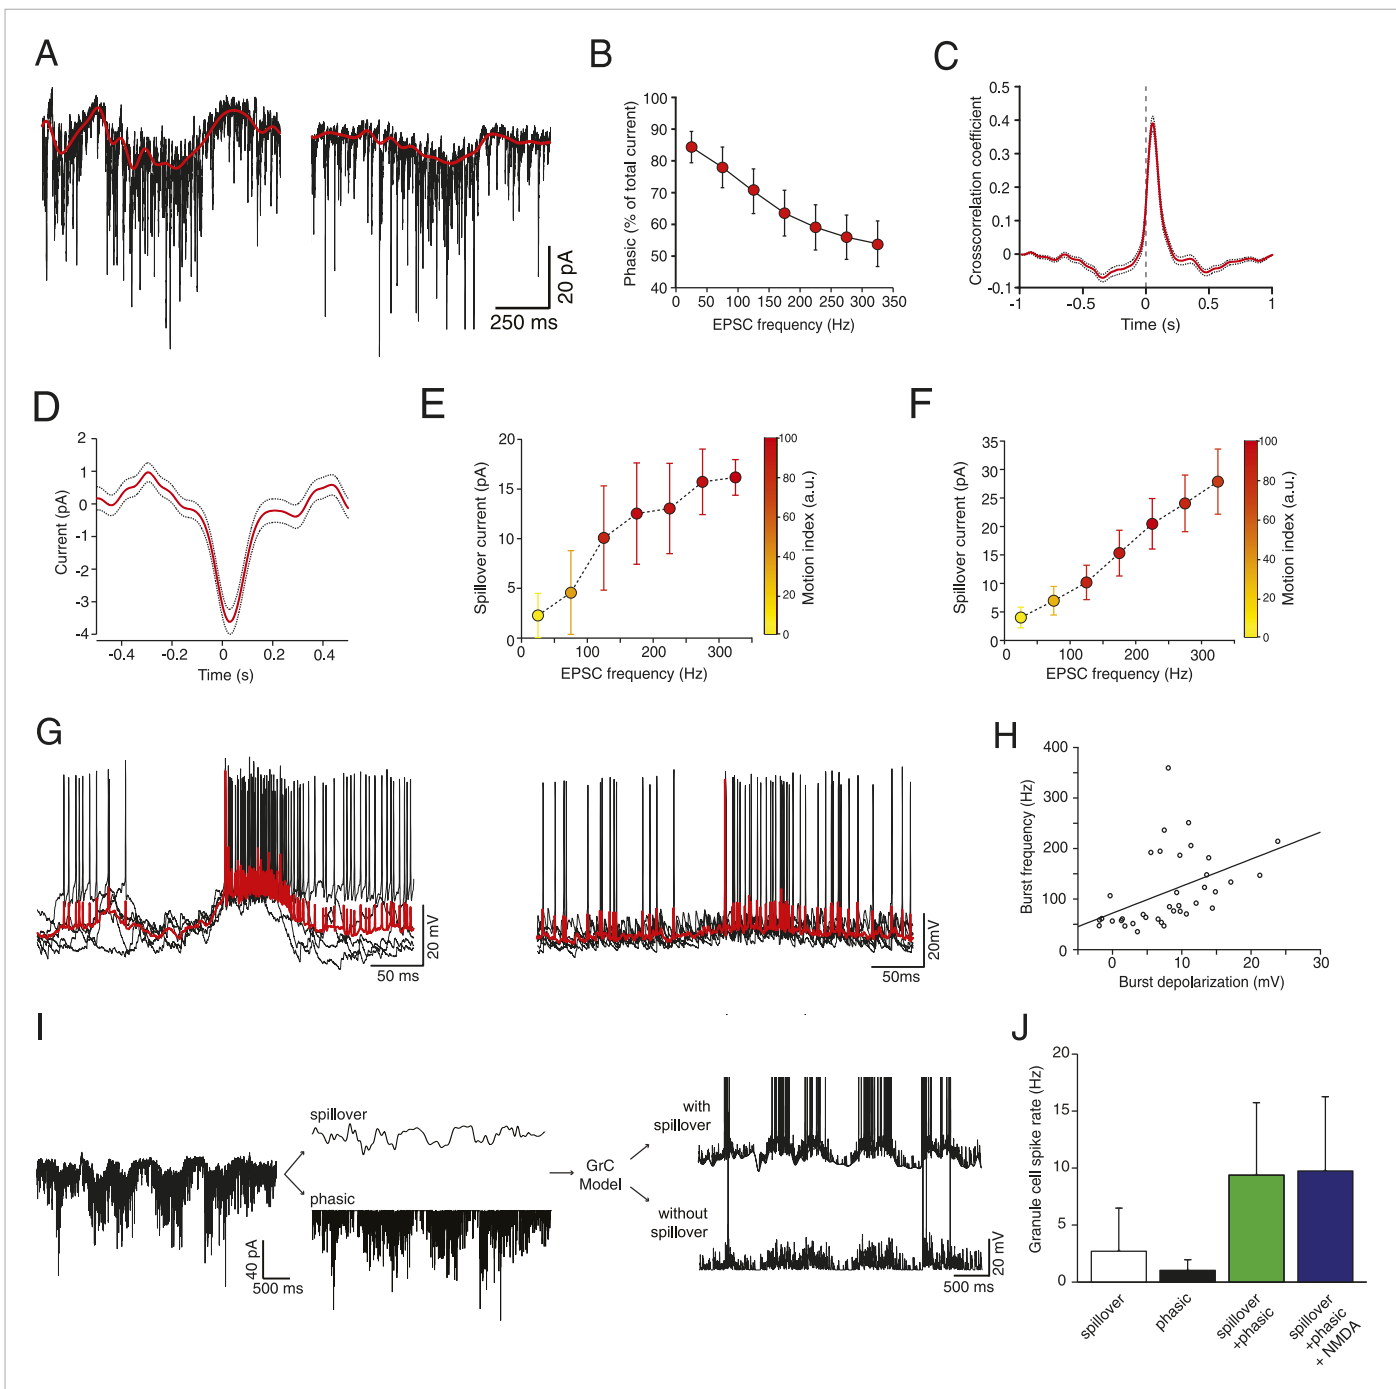 A
20 pA
250 ms
B
Phasic (% of total current)
100
90
80
70
60
50
40
0
50
100
150
200
250
300
350
EPSC frequency (Hz)
C
Crosscorrelation coefficient
0.5
0.4
0.3
0.2
0.1
0
-0.1
-1
-0.5
0
0.5
1
Time (s)
D
Current (pA)
2
1
0
-1
-2
-3
-4
-0.4
-0.2
0
0.2
0.4
Time (s)
E
Spillover current (pA)
20
15
10
5
0
0
100
200
300
EPSC frequency (Hz)
100
80
60
40
20
0
Motion index (a.u.)
F
Spillover current (pA)
35
30
25
20
15
10
5
0
0
100
200
300
EPSC frequency (Hz)
100
80
60
40
20
0
Motion index (a.u.)
G
20 mV
50 ms
20mV
50ms
H
Burst frequency (Hz)
400
300
200
100
0
0
10
20
30
Burst depolarization (mV)
I
40 pA
500 ms
spillover
phasic
GrC
Model
with
spillover
without
spillover
20 mV
500 ms
J
Granule cell spike rate (Hz)
20
15
10
5
0
spillover
phasic
spillover
+phasic
spillover
+phasic
+ NMDA